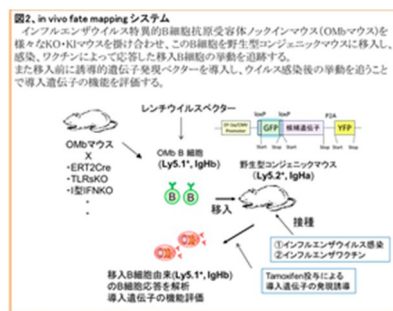 図2、in vivo fate mapping システム
インフルエンザウイルス特異的B細胞抗原受容体ノックインマウス(OMbマウス)を
様々なKO・KIマウスを掛け合わせ、このB細胞を野生型コンジェニックマウスに移入し、
感染、ワクチンによって応答した移入B細胞の挙動を追跡する。
また移入前に誘導的遺伝子発現ベクターを導入し、ウイルス感染後の挙動を追うこと
で導入遺伝子の機能を評価する。
レンチウイルスベクター
loxP
loxP
F2A
Promoter
GFP
候補遺伝子
YFP
Start
Stop
Start
Stop
Start
Stop
OMbマウス
X
・ERT2Cre
・TLRsKO
・I型IFNKO
・
・
OMb B 細胞
(Ly5.1⁺, IgHb)
B
B
移入
野生型コンジェニックマウス
(Ly5.2⁺, IgHa)
接種
①インフルエンザウイルス感染
②インフルエンザワクチン
Tamoxifen投与による
導入遺伝子の発現誘導
移入B細胞由来(Ly5.1⁺, IgHb)
のB細胞応答を解析
導入遺伝子の機能評価